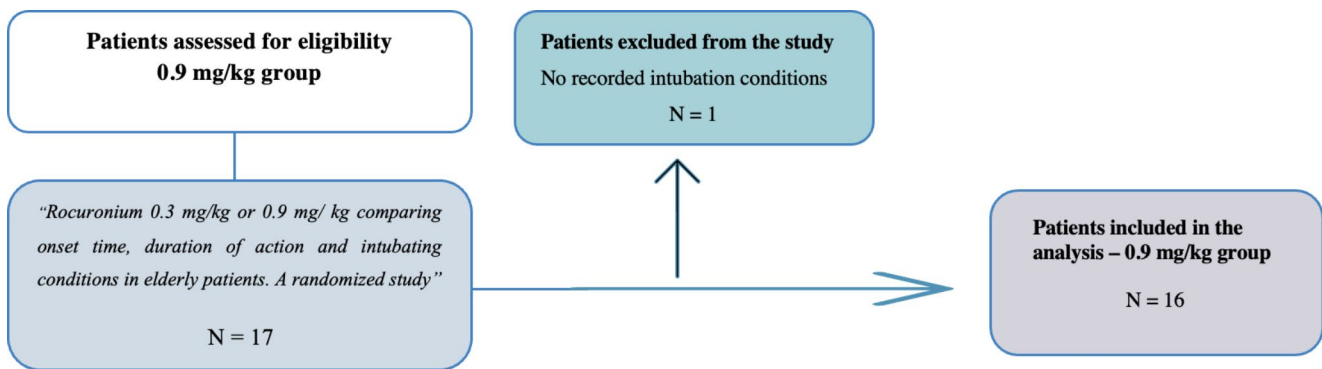 Patients assessed for eligibility
0.9 mg/kg group
Patients excluded from the study
No recorded intubation conditions
N = 1
“Rocuronium 0.3 mg/kg or 0.9 mg/ kg comparing
onset time, duration of action and intubating
conditions in elderly patients. A randomized study”
N = 17
Patients included in the
analysis – 0.9 mg/kg group
N = 16